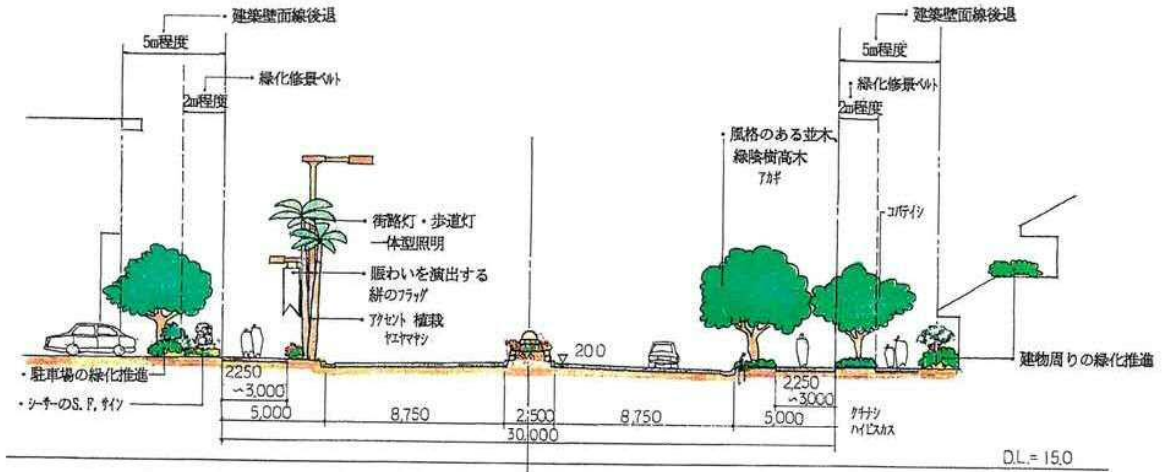 ・建築壁面線後退
5m程度
・緑化修景ベルト
2m程度
・建築壁面線後退
5m程度
・緑化修景ベルト
2m程度
・風格のある並木、
緑陰樹高木
アカギ
コバテイシ
・街路灯・歩道灯
一体型照明
・賑わいを演出する
絣のフラッグ
・アクセント植栽
ヤエヤマヤシ
20.0
・駐車場の緑化推進
・シーサーのS.F.サイン
建物周りの緑化推進
クチナシ
ハイビスカス
2250
～3,000
2,250
～3,000
5,000
8,750
2,500
8,750
5,000
30,000
D.L.=15.0